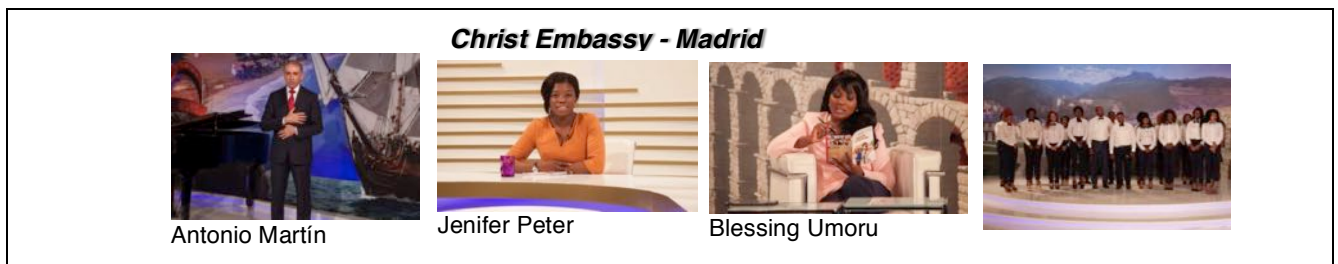 Christ Embassy - Madrid
Antonio Martín
Jenifer Peter
Blessing Umoru